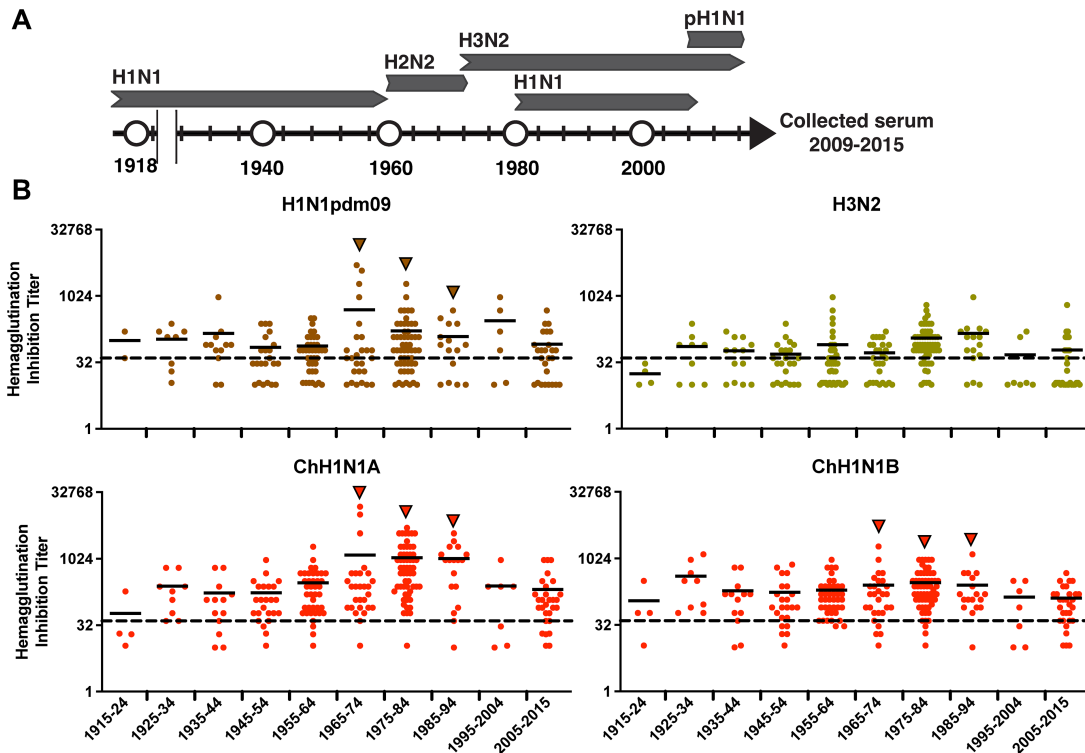 A
pH1N1
H3N2
H2N2
H1N1
H1N1
Collected serum
2009-2015
1918
1940
1960
1980
2000
B
H1N1pdm09
H3N2
Hemagglutination
Inhibition Titer
32768
1024
32
1
32768
1024
32
1
ChH1N1A
ChH1N1B
Hemagglutination
Inhibition Titer
32768
1024
32
1
32768
1024
32
1
1915-24
1925-34
1935-44
1945-54
1955-64
1965-74
1975-84
1985-94
1995-2004
2005-2015
1915-24
1925-34
1935-44
1945-54
1955-64
1965-74
1975-84
1985-94
1995-2004
2005-2015